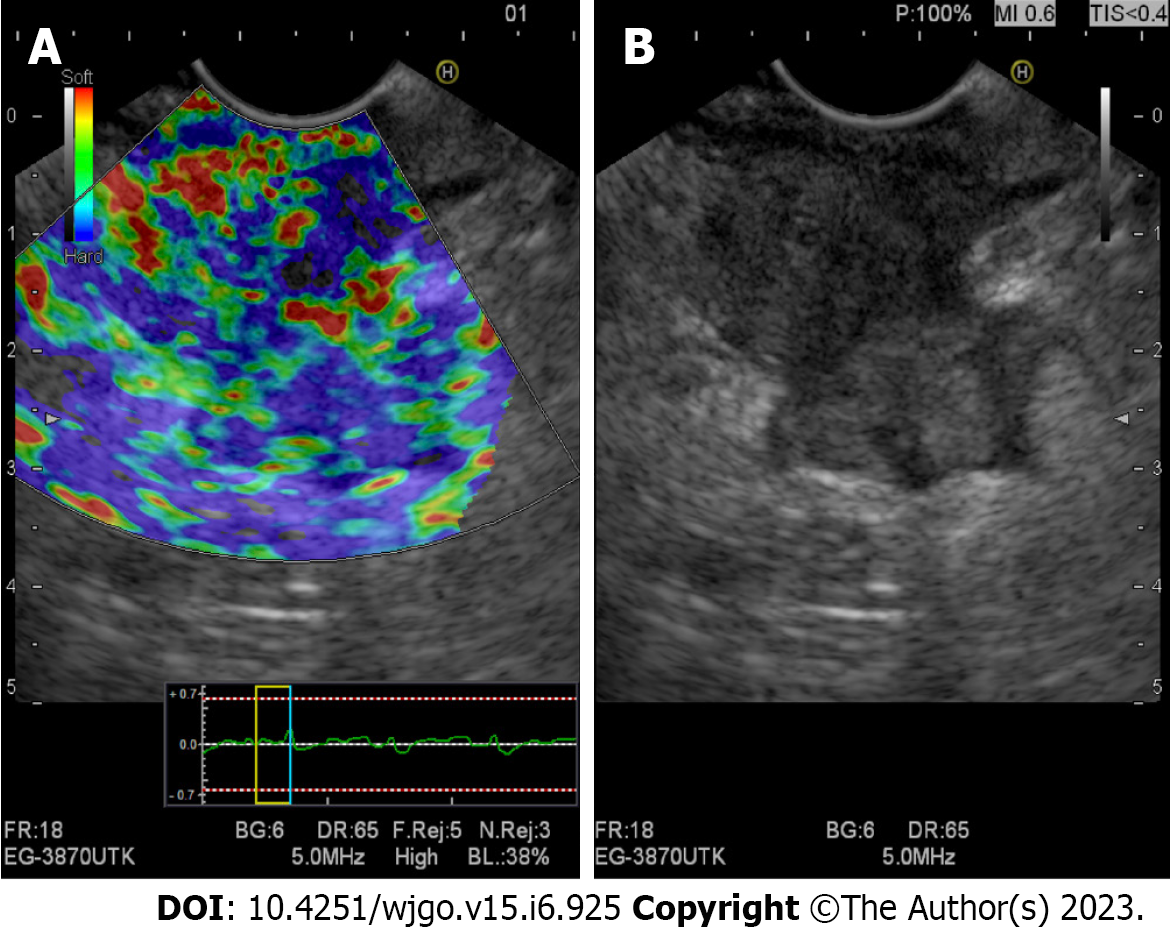 01
P:100% MI 0.6 TIS<0.4
A
B
H
H
Soft
Hard
0
1
2
3
4
5
0
1
2
3
4
5
+ 0.7
0.0
- 0.7
FR:18 BG:6 DR:65 F.Rej:5 N.Rej:3
EG-3870UTK 5.0MHz High BL.:38%
FR:18 BG:6 DR:65
EG-3870UTK 5.0MHz
DOI: 10.4251/wjgo.v15.i6.925 Copyright ©The Author(s) 2023.